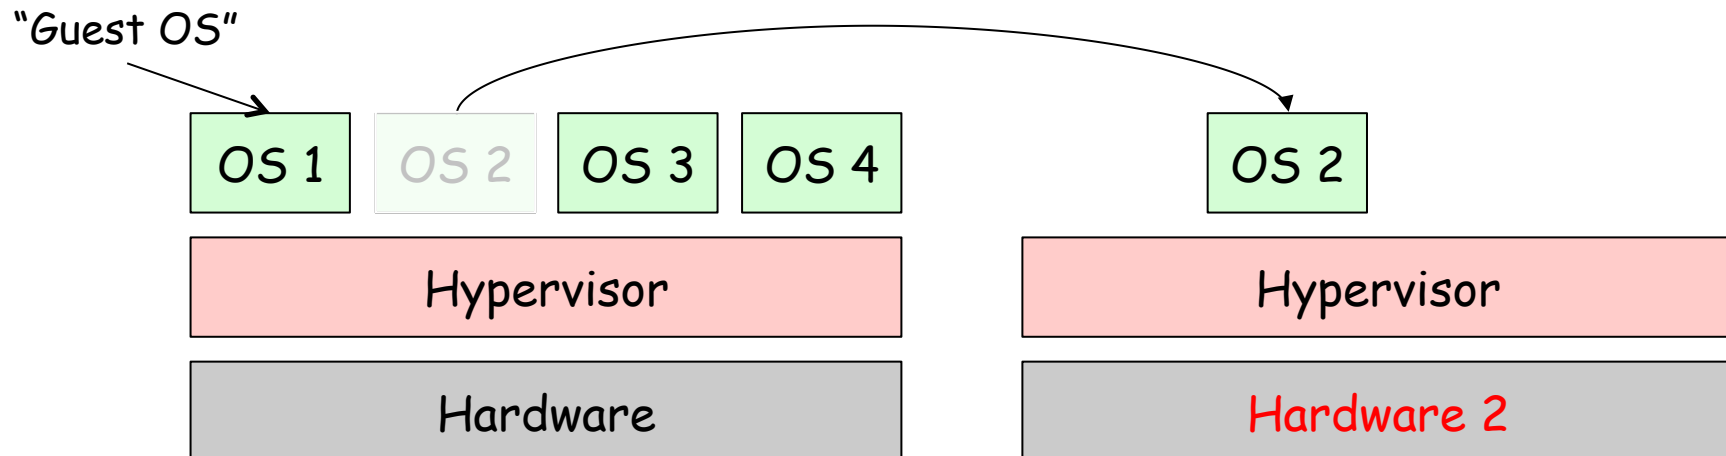 “Guest OS”
OS 1 OS 2 OS 3 OS 4 OS 2
Hypervisor Hypervisor
Hardware Hardware 2